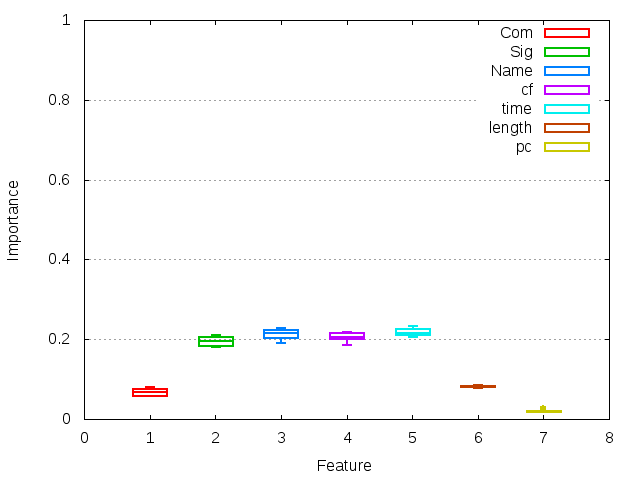 1
0.8
0.6
0.4
0.2
0
0 1 2 3 4 5 6 7 8
Importance
Feature
Com
Sig
Name
cf
time
length
pc